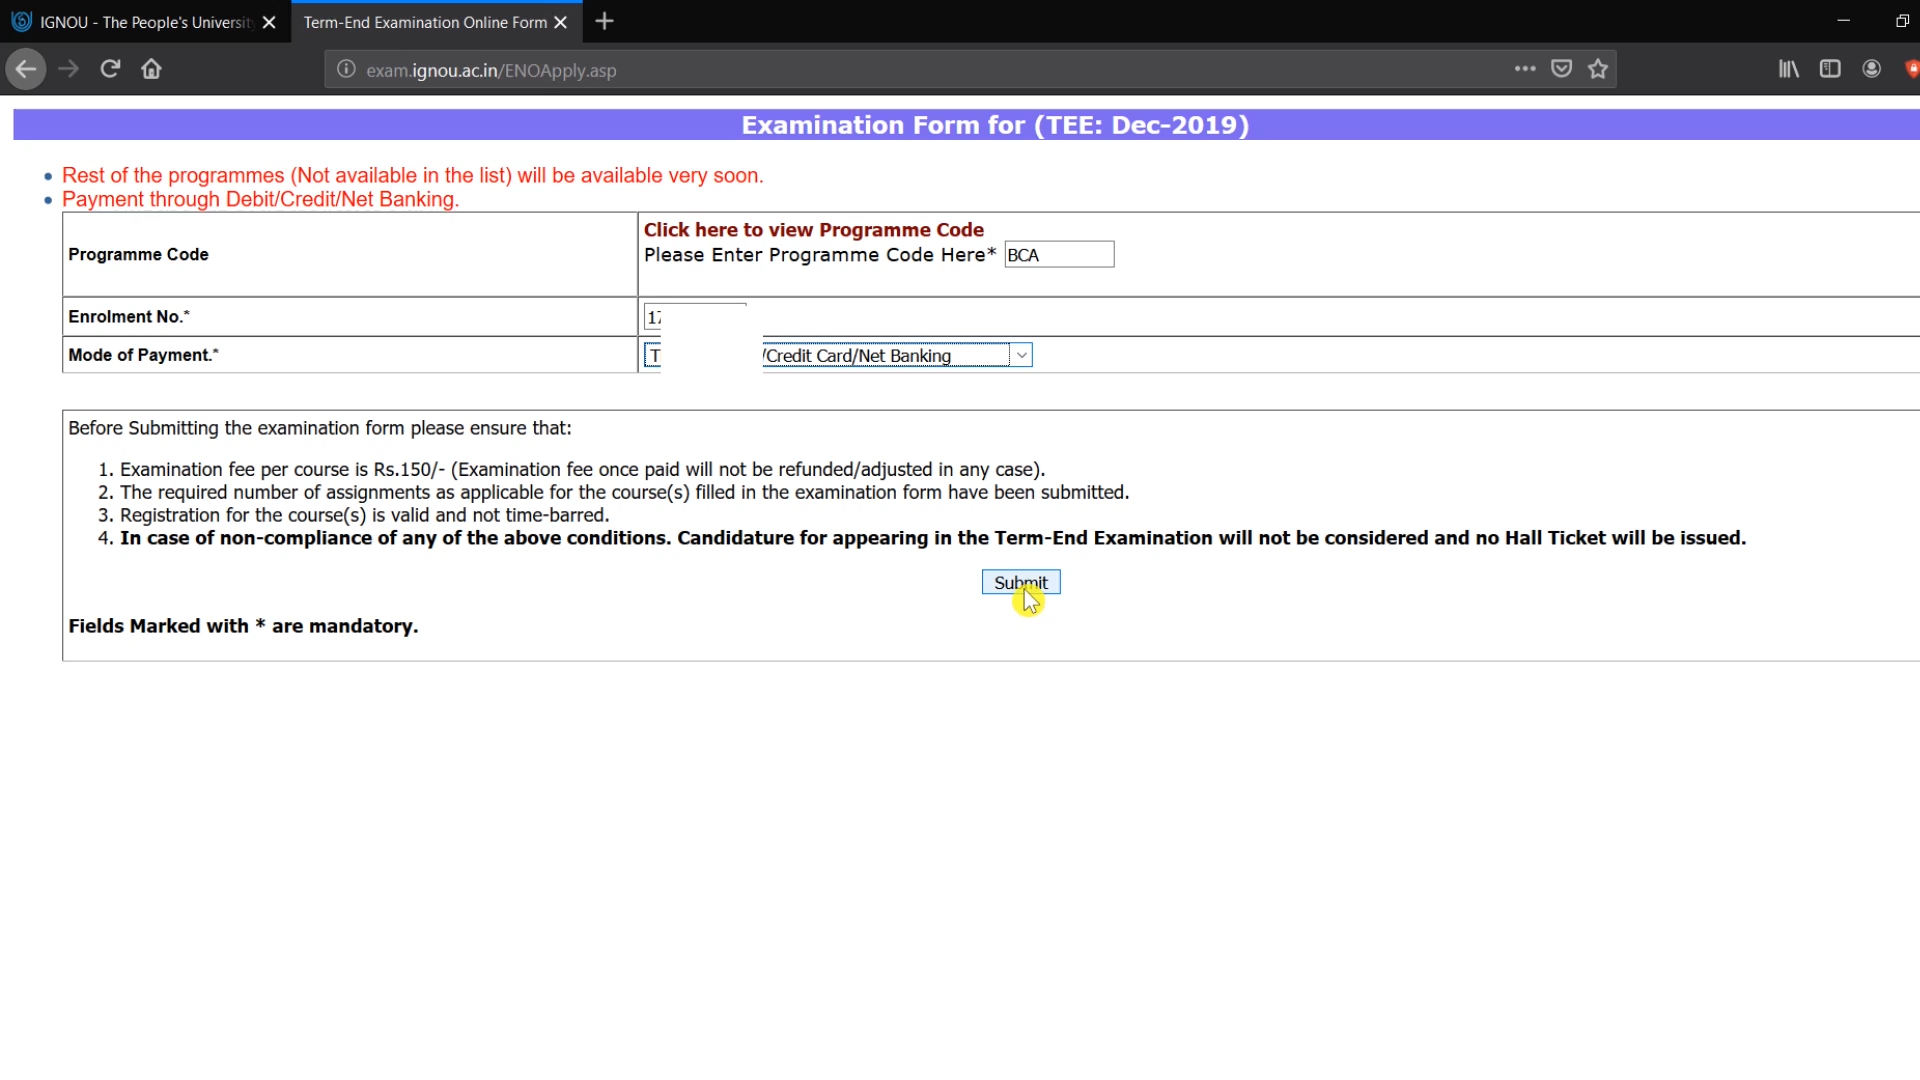 IGNOU - The People's Universit
Term-End Examination Online Form
exam.ignou.ac.in/ENOApply.asp
Examination Form for (TEE: Dec-2019)
Rest of the programmes (Not available in the list) will be available very soon.
Payment through Debit/Credit/Net Banking.
Click here to view Programme Code
Programme Code
Please Enter Programme Code Here* BCA
Enrolment No.* 17
Mode of Payment.* T /Credit Card/Net Banking
Before Submitting the examination form please ensure that:
1. Examination fee per course is Rs.150/- (Examination fee once paid will not be refunded/adjusted in any case).
2. The required number of assignments as applicable for the course(s) filled in the examination form have been submitted.
3. Registration for the course(s) is valid and not time-barred.
4. In case of non-compliance of any of the above conditions. Candidature for appearing in the Term-End Examination will not be considered and no Hall Ticket will be issued.
Submit
Fields Marked with * are mandatory.